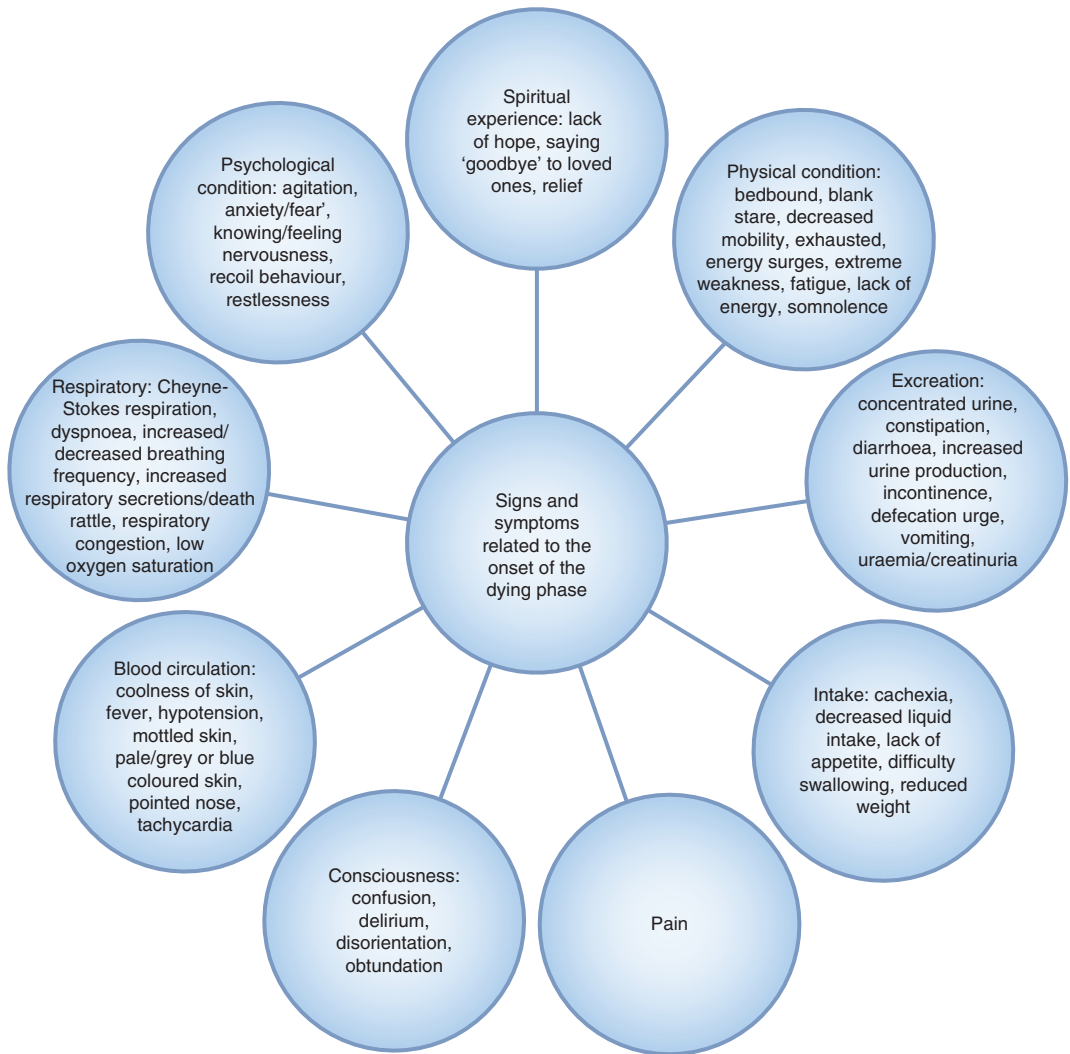 Spiritual
experience: lack
of hope, saying
‘goodbye’ to loved
ones, relief
Physical condition:
bedbound, blank
stare, decreased
mobility, exhausted,
energy surges, extreme
weakness, fatigue, lack of
energy, somnolence
Excreation:
concentrated urine,
constipation,
diarrhoea, increased
urine production,
incontinence,
defecation urge,
vomiting,
uraemia/creatinuria
Intake: cachexia,
decreased liquid
intake, lack of
appetite, difficulty
swallowing, reduced
weight
Pain
Consciousness:
confusion,
delirium,
disorientation,
obtundation
Blood circulation:
coolness of skin,
fever, hypotension,
mottled skin,
pale/grey or blue
coloured skin,
pointed nose,
tachycardia
Respiratory: Cheyne-
Stokes respiration,
dyspnoea, increased/
decreased breathing
frequency, increased
respiratory secretions/death
rattle, respiratory
congestion, low
oxygen saturation
Psychological
condition: agitation,
anxiety/fear’,
knowing/feeling
nervousness,
recoil behaviour,
restlessness
Signs and
symptoms
related to the
onset of the
dying phase